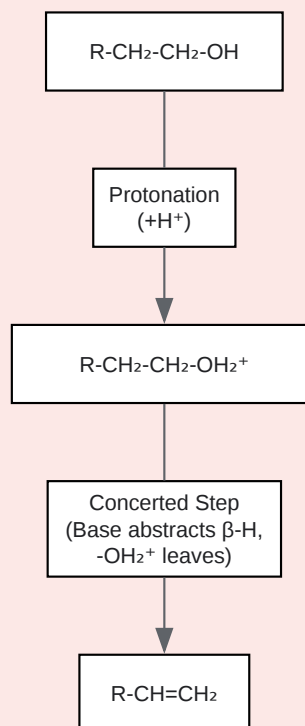 R-CH₂-CH₂-OH
Protonation
(+H⁺)
R-CH₂-CH₂-OH₂⁺
Concerted Step
(Base abstracts β-H,
-OH₂⁺ leaves)
R-CH=CH₂